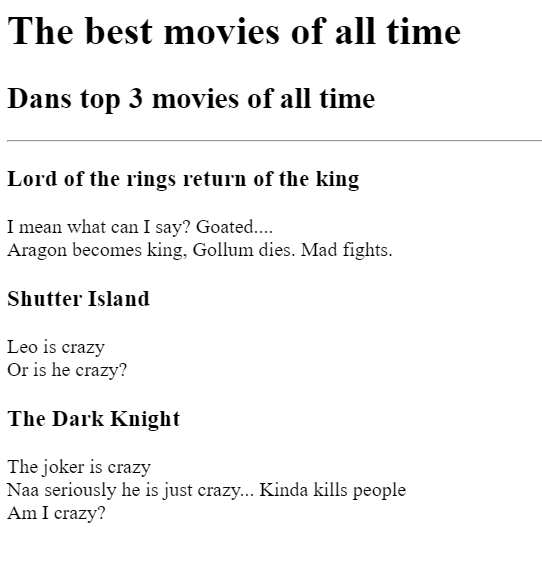 The best movies of all time
Dans top 3 movies of all time
Lord of the rings return of the king
I mean what can I say? Goated....
Aragon becomes king, Gollum dies. Mad fights.
Shutter Island
Leo is crazy
Or is he crazy?
The Dark Knight
The joker is crazy
Naa seriously he is just crazy... Kinda kills people
Am I crazy?